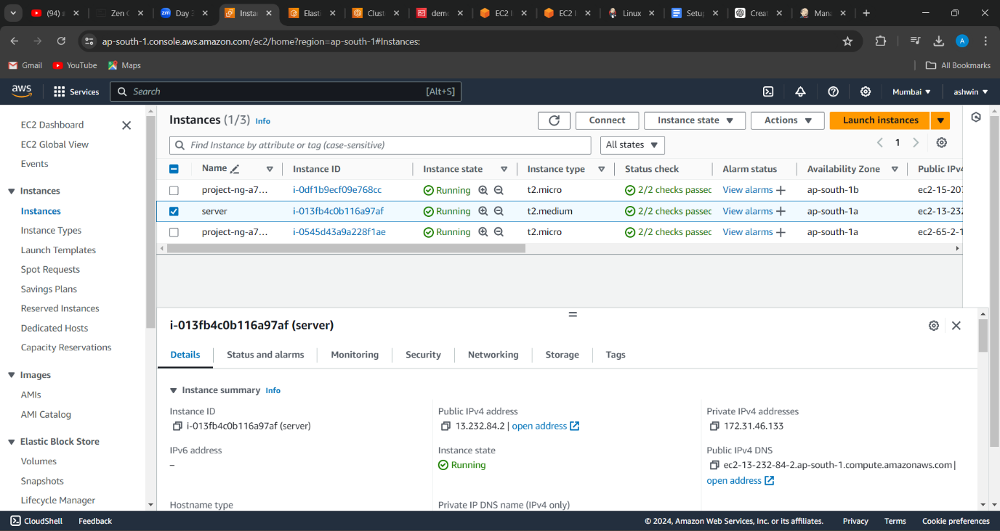 (94) s
Zen C
Day 3
Insta
Elasti
Clust
demo
EC2 I
EC2 I
Linux
Setup
Creat
Mana
ap-south-1.console.aws.amazon.com/ec2/home?region=ap-south-1#Instances:
A
Gmail YouTube Maps All Bookmarks
aws Services Search [Alt+S] Mumbai ashwin
EC2 Dashboard
EC2 Global View
Events
Instances
Instances
Instance Types
Launch Templates
Spot Requests
Savings Plans
Reserved Instances
Dedicated Hosts
Capacity Reservations
Images
AMIs
AMI Catalog
Elastic Block Store
Volumes
Snapshots
Lifecycle Manager
Instances (1/3) Info Connect Instance state Actions Launch instances
Find Instance by attribute or tag (case-sensitive) All states 1
Name Instance ID Instance state Instance type Status check Alarm status Availability Zone Public IPv4
project-ng-a7... i-0df1b9ecf09e768cc Running t2.micro 2/2 checks passed View alarms ap-south-1b ec2-15-207
server i-013fb4c0b116a97af Running t2.medium 2/2 checks passed View alarms ap-south-1a ec2-13-232
project-ng-a7... i-0545d43a9a228f1ae Running t2.micro 2/2 checks passed View alarms ap-south-1a ec2-65-2-1
i-013fb4c0b116a97af (server)
Details Status and alarms Monitoring Security Networking Storage Tags
Instance summary Info
Instance ID Public IPv4 address Private IPv4 addresses
i-013fb4c0b116a97af (server) 13.232.84.2 | open address 172.31.46.133
IPv6 address Instance state Public IPv4 DNS
– Running ec2-13-232-84-2.ap-south-1.compute.amazonaws.com |
open address
Hostname type Private IP DNS name (IPv4 only)
CloudShell Feedback © 2024, Amazon Web Services, Inc. or its affiliates. Privacy Terms Cookie preferences